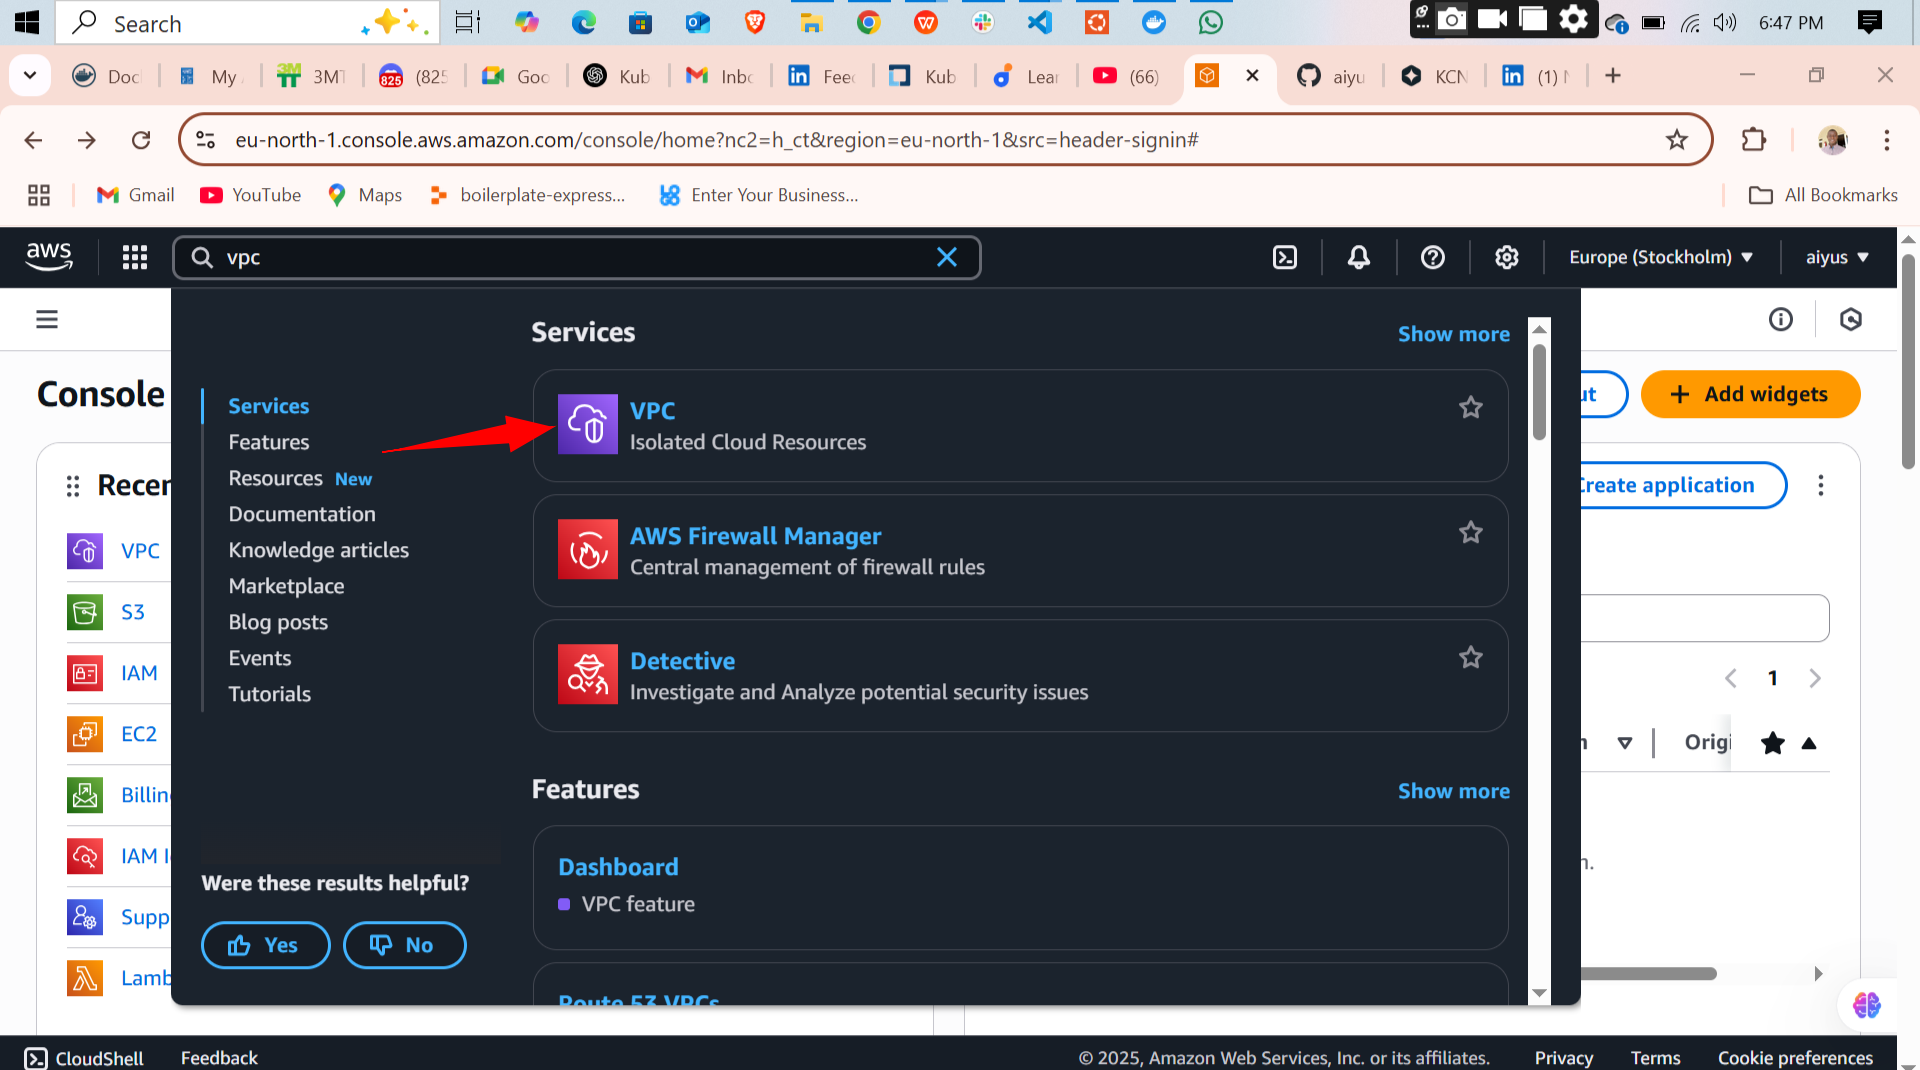 Search
6:47 PM
Doc
My
3MT
(825
Goo
Kub
Inbo
Feed
Kub
Lear
(66)
aiyu
KCN
(1)
eu-north-1.console.aws.amazon.com/console/home?nc2=h_ct&region=eu-north-1&src=header-signin#
Gmail
YouTube
Maps
boilerplate-express...
Enter Your Business...
All Bookmarks
aws
vpc
Europe (Stockholm)
aiyus
Console
Add widgets
Recen
Create application
VPC
S3
IAM
EC2
Billin
IAM I
Supp
Lamb
Services
Features
Resources New
Documentation
Knowledge articles
Marketplace
Blog posts
Events
Tutorials
Were these results helpful?
Yes
No
Services
Show more
VPC
Isolated Cloud Resources
AWS Firewall Manager
Central management of firewall rules
Detective
Investigate and Analyze potential security issues
Features
Show more
Dashboard
VPC feature
Route 53 VPCs
1
Origi
CloudShell
Feedback
© 2025, Amazon Web Services, Inc. or its affiliates.
Privacy
Terms
Cookie preferences